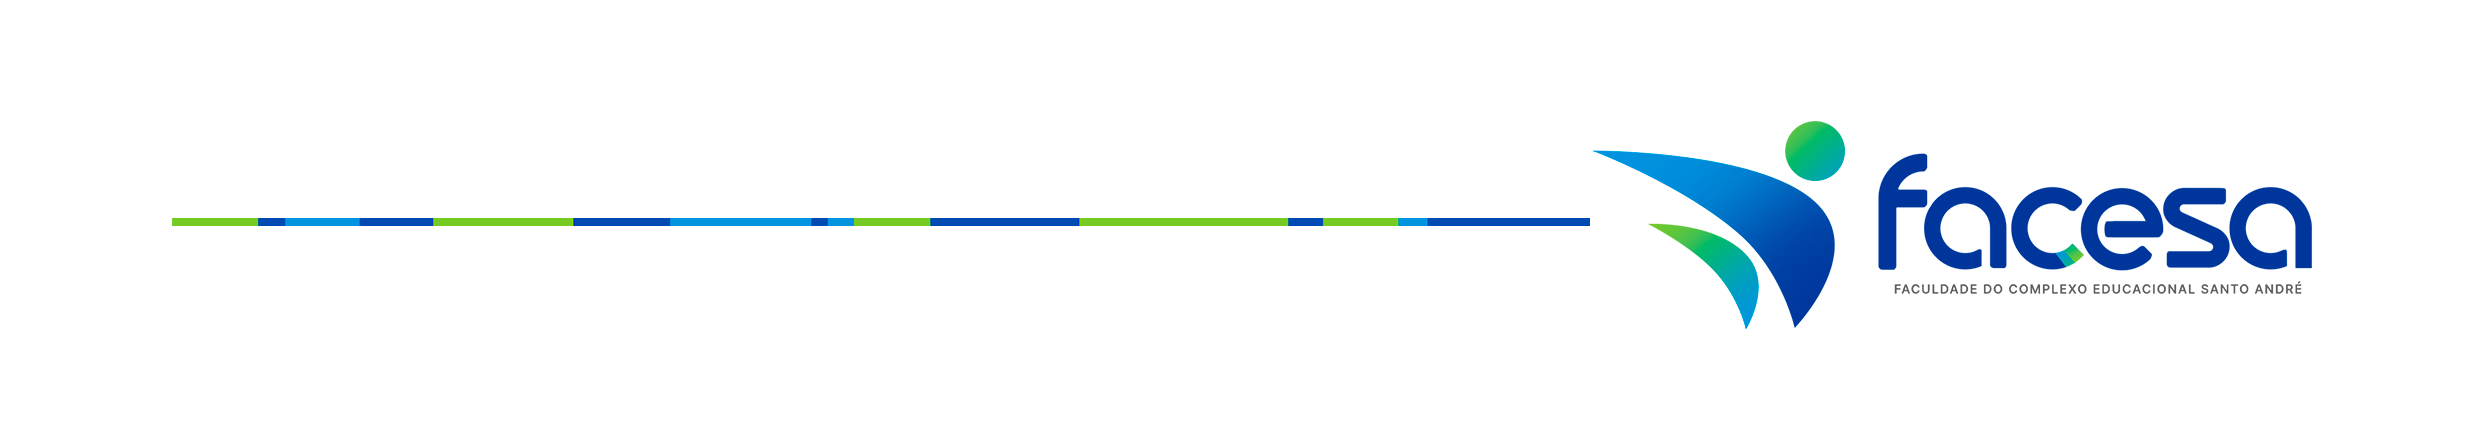 facesa
FACULDADE DO COMPLEXO EDUCACIONAL SANTO ANDRÉ